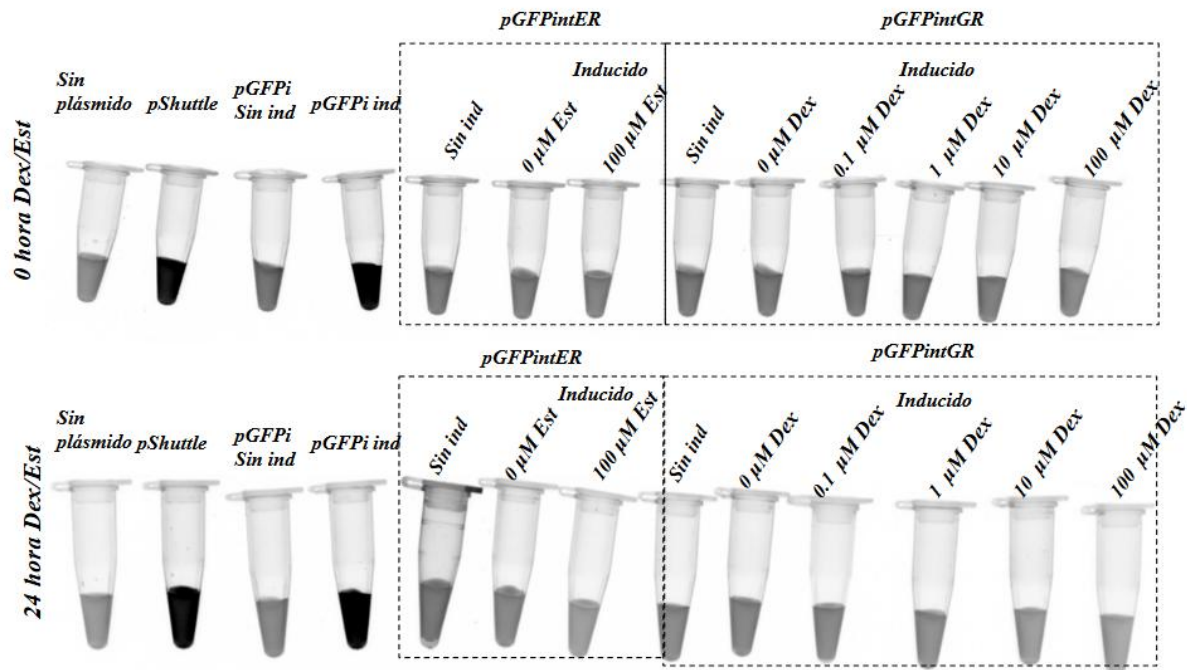 pGFPintER
pGFPintGR
Sin
plásmido
pShuttle
pGFPi
Sin ind
pGFPi ind
Inducido
Inducido
Sin ind
0 µM Est
100 µM Est
Sin ind
0 µM Dex
0.1 µM Dex
1 µM Dex
10 µM Dex
100 µM Dex
0 hora Dex/Est
pGFPintER
pGFPintGR
Sin
plásmido
pShuttle
pGFPi
Sin ind
pGFPi ind
Inducido
Inducido
Sin ind
0 µM Est
100 µM Est
Sin ind
0 µM Dex
0.1 µM Dex
1 µM Dex
10 µM Dex
100 µM Dex
24 hora Dex/Est